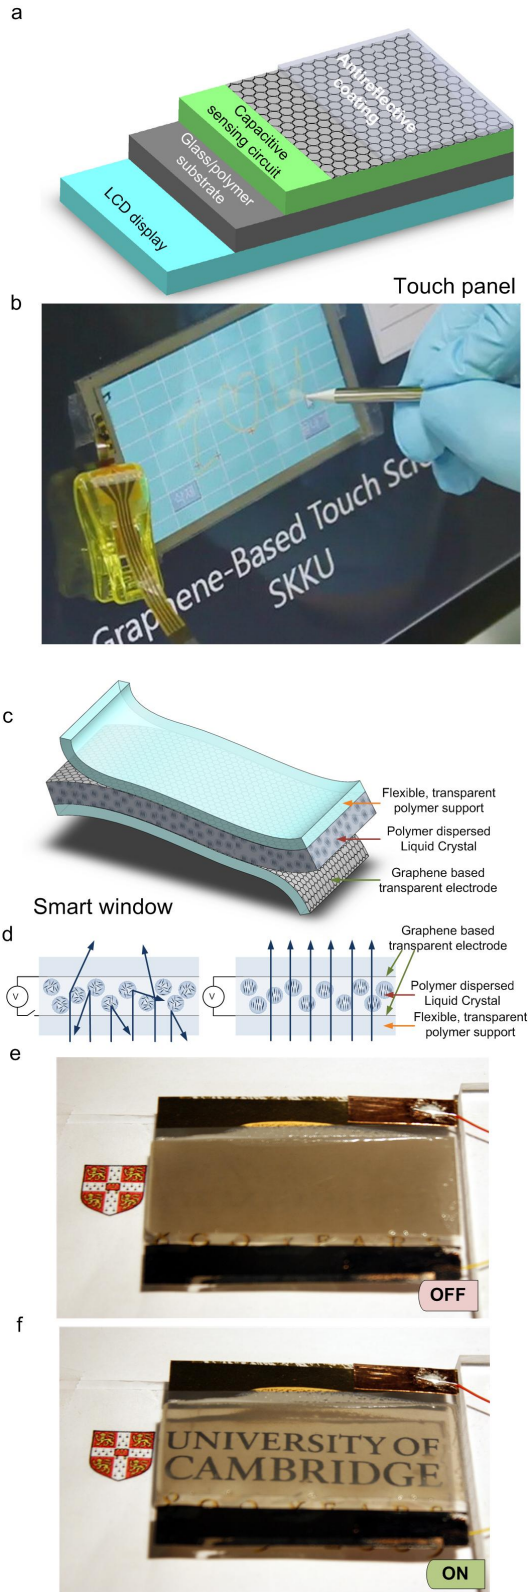 a
Antireflective
coating
Capacitive
sensing circuit
Glass/polymer
substrate
LCD display
Touch panel
b
Graphene-Based Touch
SKKU
c
Flexible, transparent
polymer support
Polymer dispersed
Liquid Crystal
Graphene based
transparent electrode
Smart window
d
V
V
Graphene based
transparent electrode
Polymer dispersed
Liquid Crystal
Flexible, transparent
polymer support
e
OFF
f
UNIVERSITY OF
CAMBRIDGE
ON